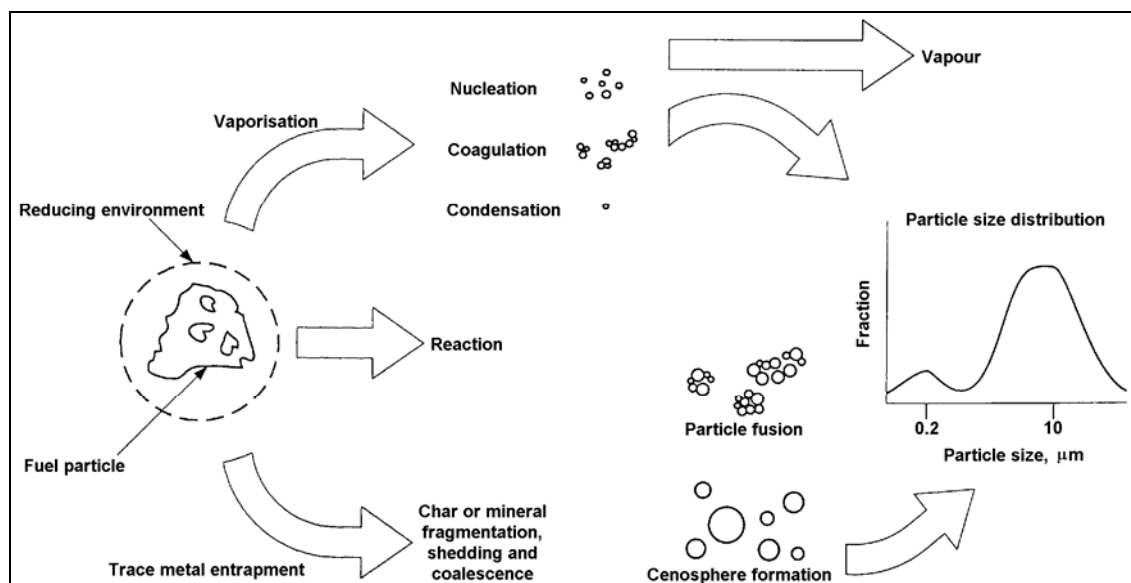 Vapour
Nucleation
Vaporisation
Coagulation
Reducing environment
Condensation
Particle size distribution
Fraction
Reaction
0.2
10
Particle size, μm
Particle fusion
Fuel particle
Char or mineral
fragmentation,
shedding and
coalescence
Trace metal entrapment
Cenosphere formation